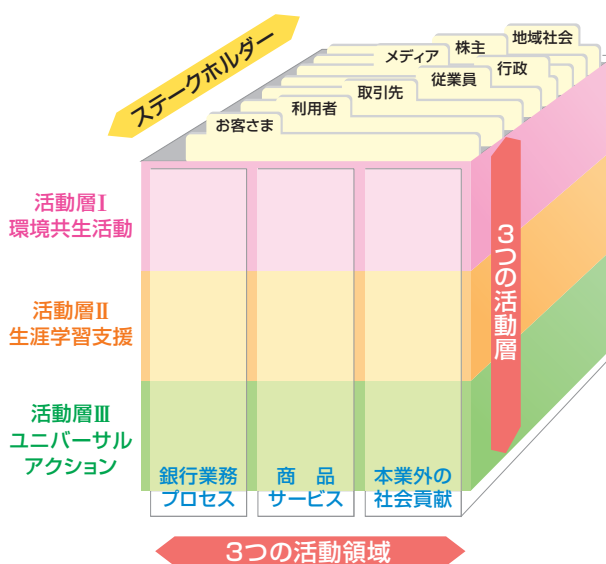 ステークホルダー
地域社会
株主
メディア
行政
従業員
取引先
利用者
お客さま
活動層Ⅰ
環境共生活動
活動層Ⅱ
生涯学習支援
活動層Ⅲ
ユニバーサル
アクション
3つの活動層
銀行業務
プロセス
商　品
サービス
本業外の
社会貢献
3つの活動領域